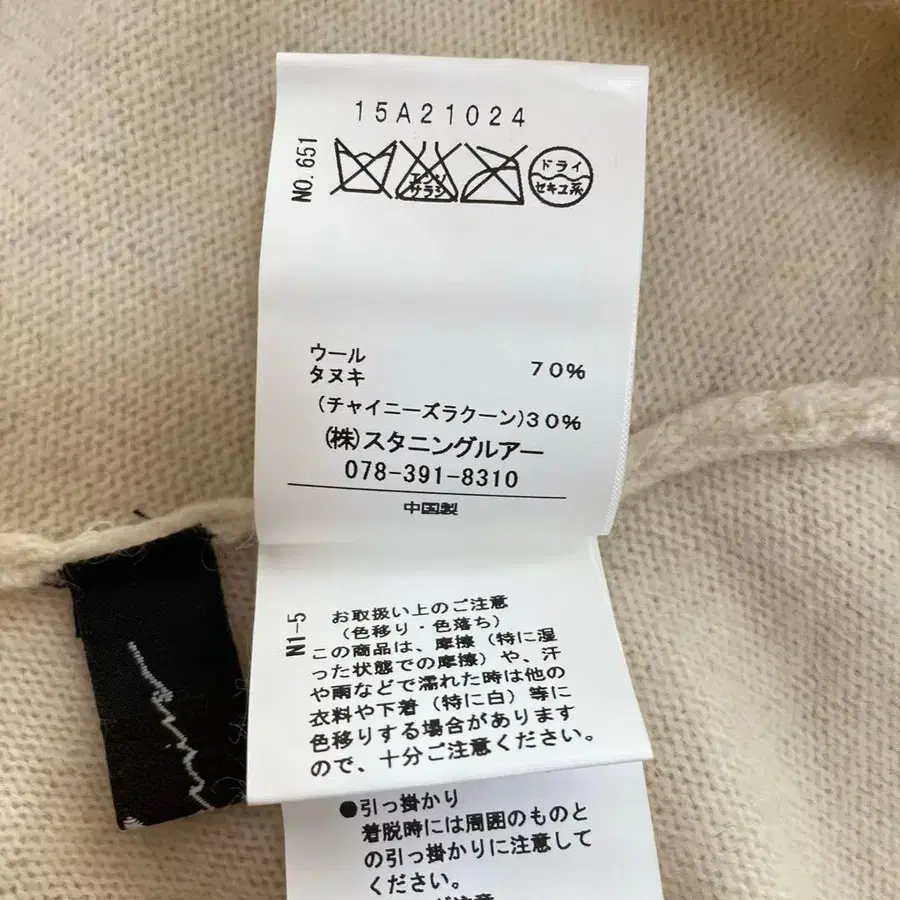 15A21024
NO.651
エンソ
サラシ
ドライ
セキユ系
ウール 70%
タヌキ
(チャイニーズラクーン)30%
(株)スタニングルアー
078-391-8310
中国製
N1-5
お取扱い上のご注意
(色移り・色落ち)
この商品は、摩擦(特に湿
った状態での摩擦)や、汗
や雨などで濡れた時は他の
衣料や下着(特に白)等に
色移りする場合があります
ので、十分ご注意ください。
●引っ掛かり
着脱時には周囲のものと
の引っ掛かりに注意して
ください。